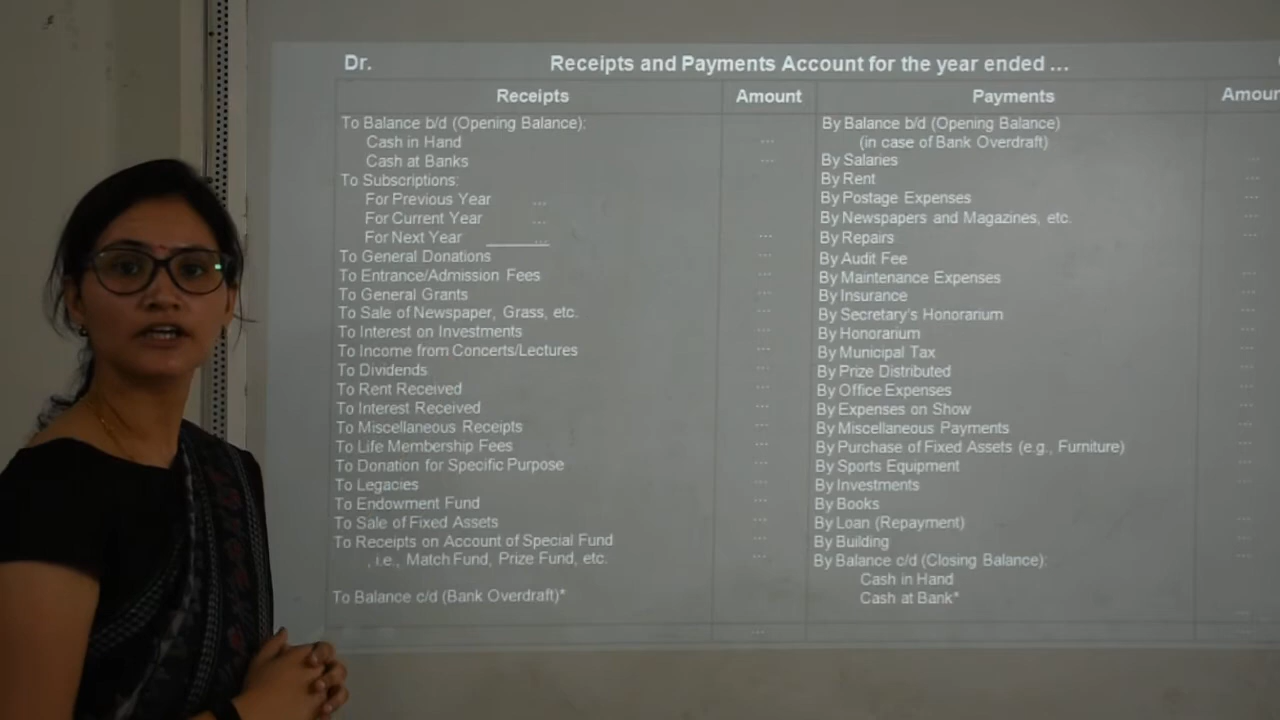 Dr. Receipts and Payments Account for the year ended ...
Receipts Amount Payments Amoun
To Balance b/d (Opening Balance): By Balance b/d (Opening Balance)
Cash in Hand ... (in case of Bank Overdraft)
Cash at Banks ... By Salaries ...
To Subscriptions: By Rent ...
For Previous Year ... By Postage Expenses ...
For Current Year ... By Newspapers and Magazines, etc. ...
For Next Year ... ... By Repairs ...
To General Donations ... By Audit Fee
To Entrance/Admission Fees ... By Maintenance Expenses ...
To General Grants ... By Insurance ...
To Sale of Newspaper, Grass, etc. ... By Secretary's Honorarium ...
To Interest on Investments ... By Honorarium ...
To Income from Concerts/Lectures ... By Municipal Tax ...
To Dividends ... By Prize Distributed ...
To Rent Received ... By Office Expenses ...
To Interest Received ... By Expenses on Show ...
To Miscellaneous Receipts ... By Miscellaneous Payments ...
To Life Membership Fees ... By Purchase of Fixed Assets (e.g., Furniture) ...
To Donation for Specific Purpose ... By Sports Equipment ...
To Legacies ... By Investments ...
To Endowment Fund ... By Books
To Sale of Fixed Assets ... By Loan (Repayment) ...
To Receipts on Account of Special Fund ... By Building ...
, i.e., Match Fund, Prize Fund, etc. ... By Balance c/d (Closing Balance): ...
Cash in Hand
To Balance c/d (Bank Overdraft)* Cash at Bank*
... ...